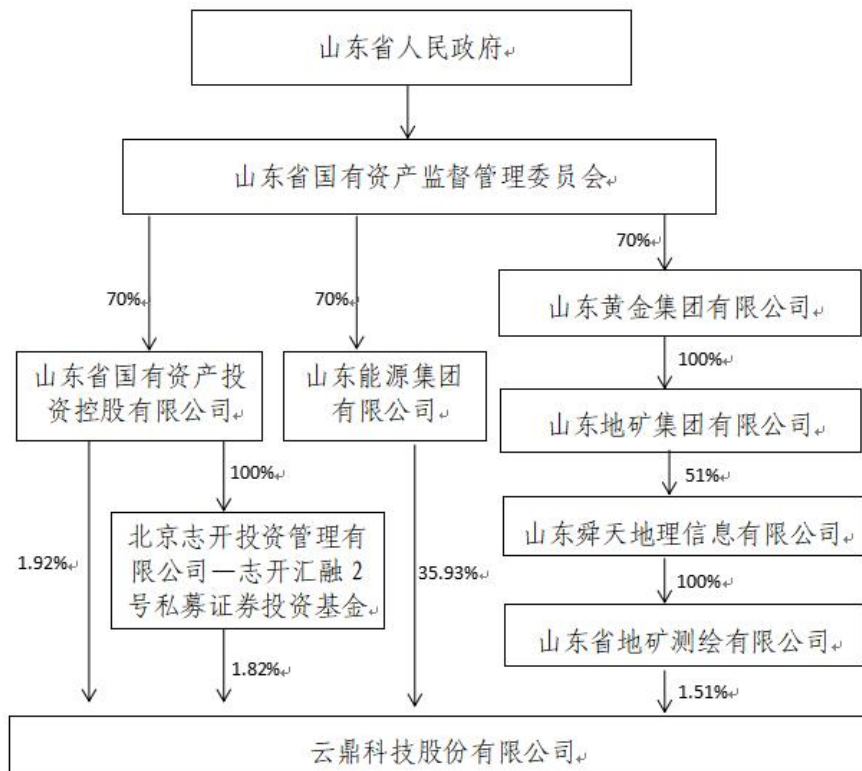 山东省人民政府
山东省国有资产监督管理委员会
70%
70%
70%
山东黄金集团有限公司
100%
山东省国有资产投
资控股有限公司
山东能源集团
有限公司
山东地矿集团有限公司
100%
51%
北京志开投资管理有
限公司—志开汇融2
号私募证券投资基金
山东舜天地理信息有限公司
1.92%
35.93%
100%
山东省地矿测绘有限公司
1.82%
1.51%
云鼎科技股份有限公司